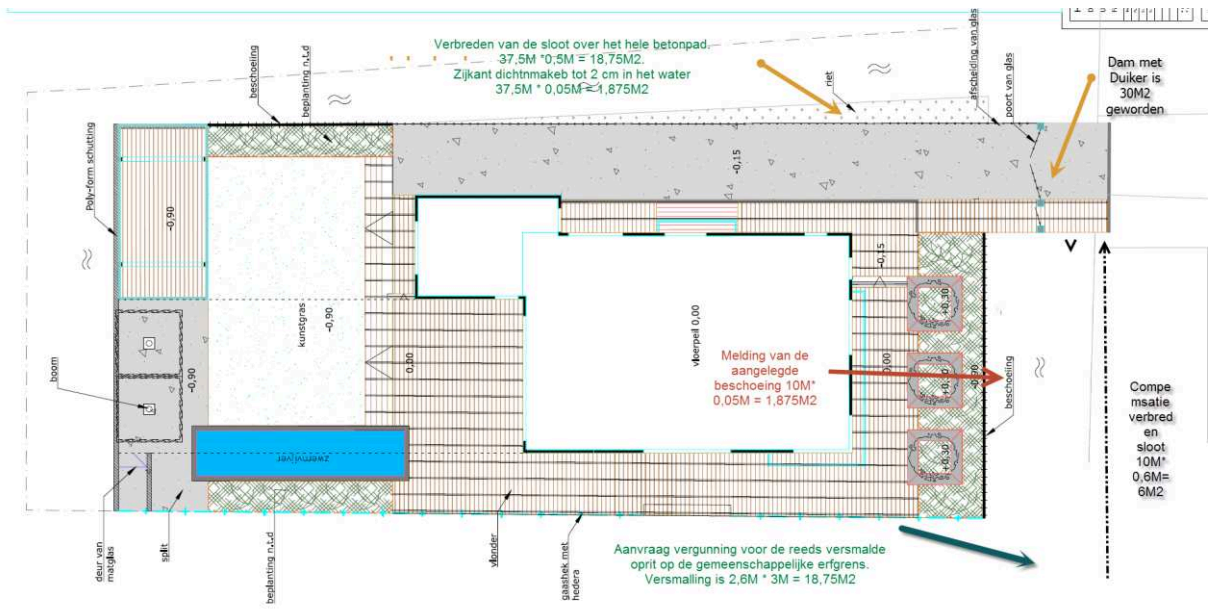 Verbreden van de sloot over het hele betonpad.
37,5M *0,5M = 18,75M2.
Zijkant dichtnmakeb tot 2 cm in het water
37,5M * 0,05M = 1,875M2
beschoeiing
beplanting n.t.d
riet
afscheiding van glas
poort van glas
Dam met
Duiker is
30M2
geworden
Poly-form schutting
-0,90
-0,15
kunstgras
-0,90
0,00
vloerpeil 0,00
-0,15
0,00
+0,30
+0,30
+0,30
-0,90
boom
-0,90
Melding van de
aangelegde
beschoeing 10M*
0,05M = 1,875M2
beschoeiing
Compe
msatie
verbred
en
sloot
10M*
0,6M=
6M2
zwemvijver
deur van
matglas
split
beplanting n.t.d
vlonder
gaashek met
hedera
Aanvraag vergunning voor de reeds versmalde
oprit op de gemeenschappelijke erfgrens.
Versmalling is 2,6M * 3M = 18,75M2